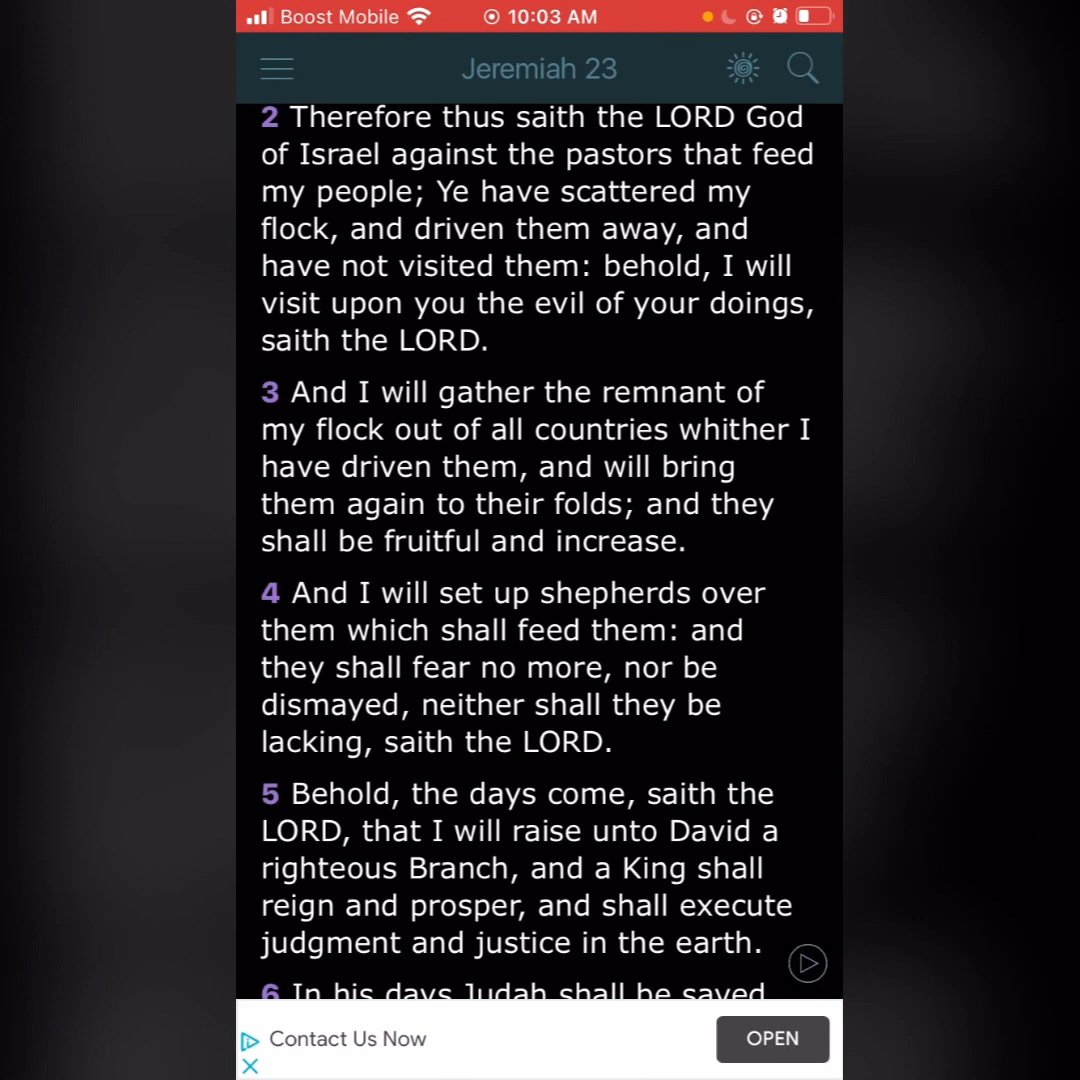 Boost Mobile 10:03 AM
Jeremiah 23
2 Therefore thus saith the LORD God
of Israel against the pastors that feed
my people; Ye have scattered my
flock, and driven them away, and
have not visited them: behold, I will
visit upon you the evil of your doings,
saith the LORD.
3 And I will gather the remnant of
my flock out of all countries whither I
have driven them, and will bring
them again to their folds; and they
shall be fruitful and increase.
4 And I will set up shepherds over
them which shall feed them: and
they shall fear no more, nor be
dismayed, neither shall they be
lacking, saith the LORD.
5 Behold, the days come, saith the
LORD, that I will raise unto David a
righteous Branch, and a King shall
reign and prosper, and shall execute
judgment and justice in the earth.
6 In his days Judah shall be saved
Contact Us Now
OPEN